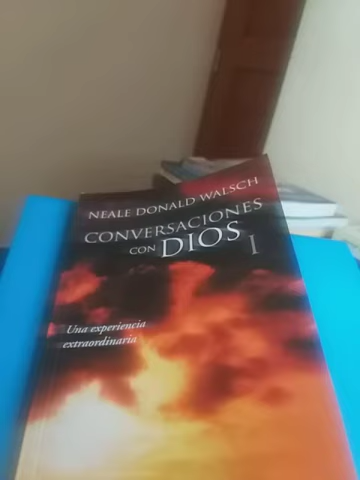 NEALE DONALD WALSCH
CONVERSACIONES
CON DIOS I
Una experiencia
extraordinaria